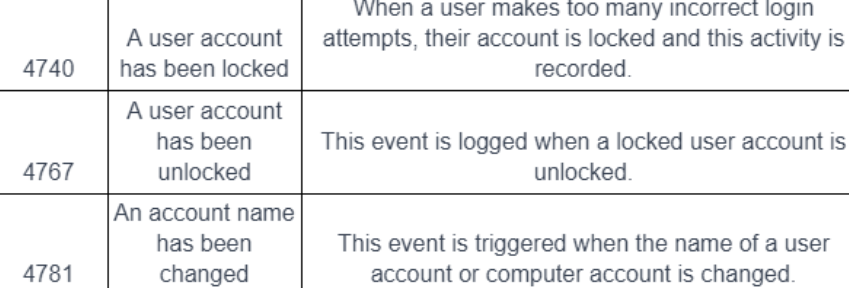 When a user makes too many incorrect login
A user account
attempts, their account is locked and this activity is
4740
has been locked
recorded.
A user account
has been
This event is logged when a locked user account is
4767
unlocked
unlocked.
An account name
has been
This event is triggered when the name of a user
4781
changed
account or computer account is changed.